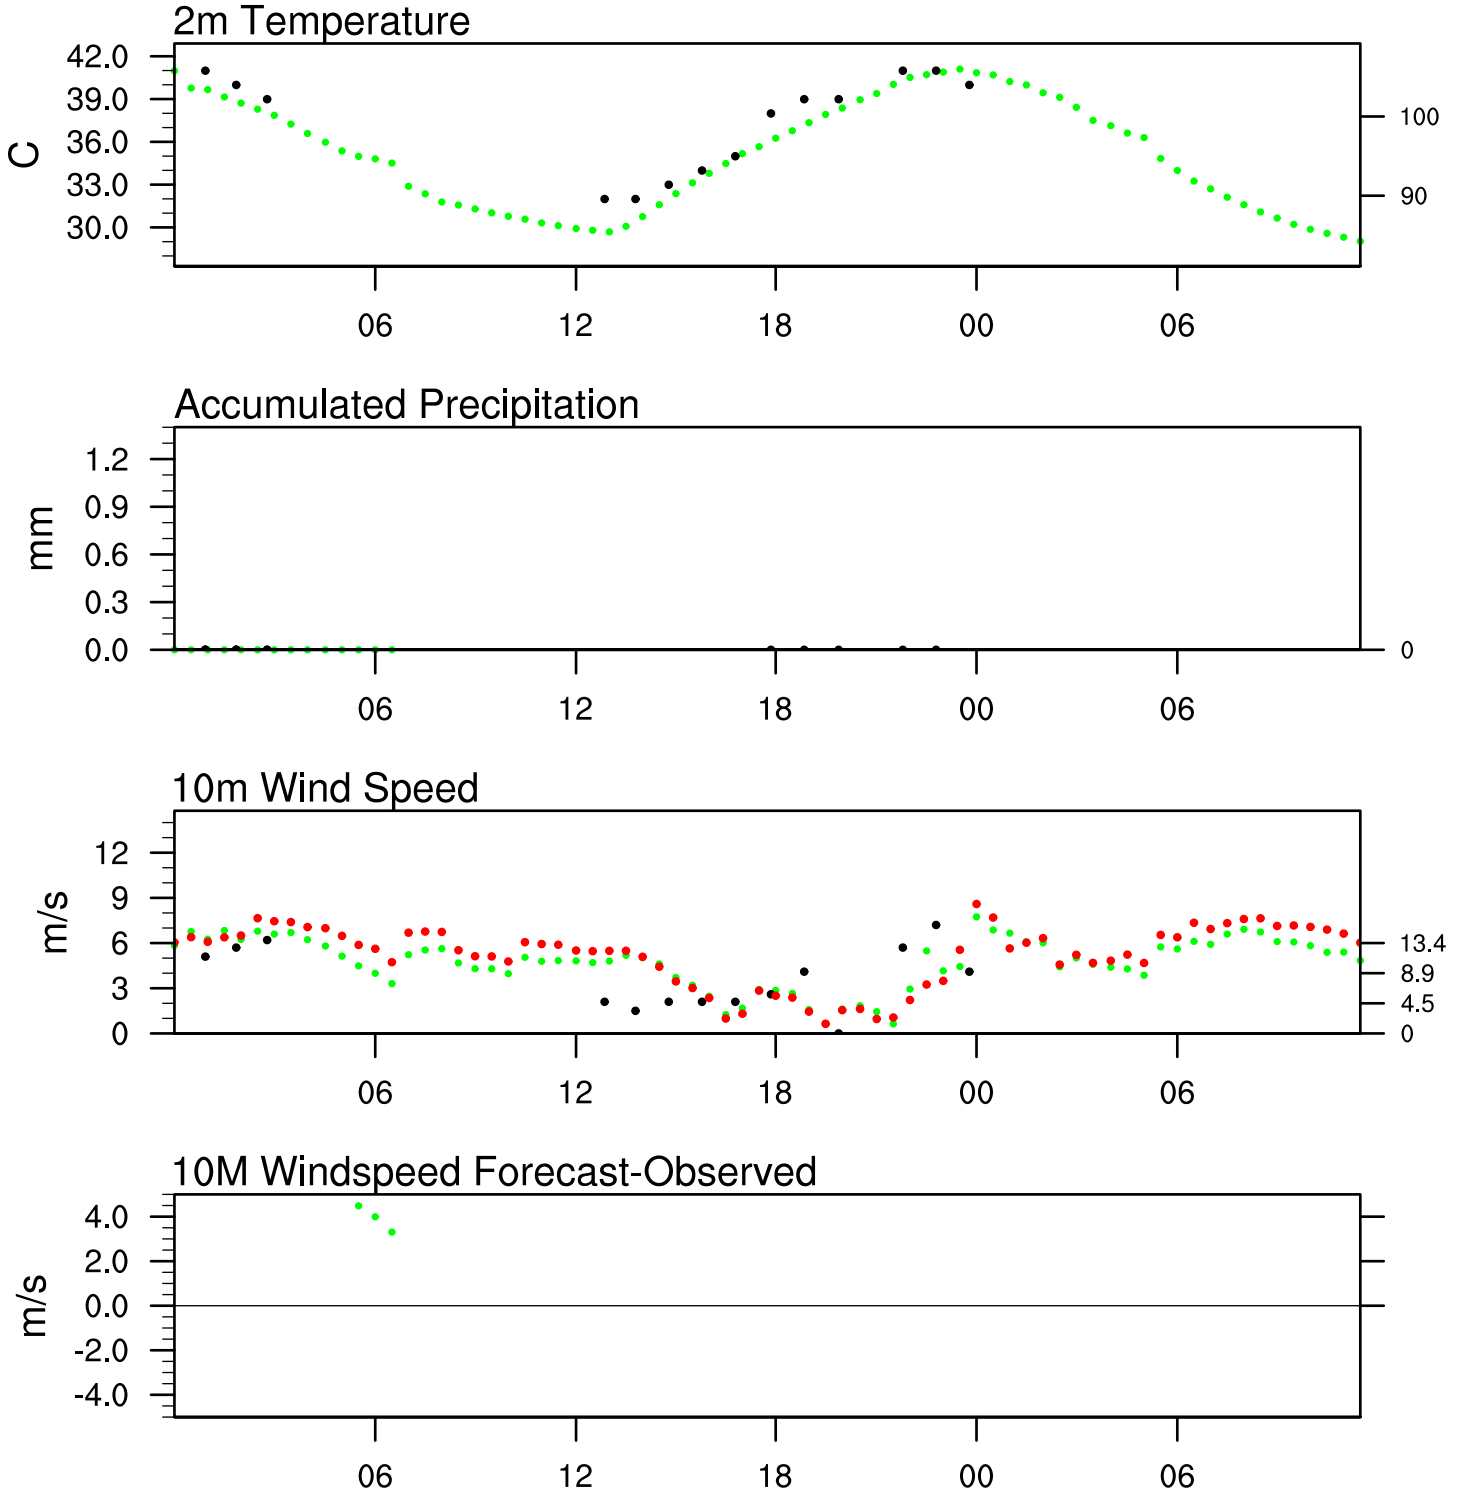 2m Temperature
42.0
39.0
36.0
33.0
30.0
C
100
90
06 12 18 00 06
Accumulated Precipitation
1.2
0.9
0.6
0.3
0.0
mm
0
06 12 18 00 06
10m Wind Speed
12
9
6
3
0
m/s
13.4
8.9
4.5
0
06 12 18 00 06
10M Windspeed Forecast-Observed
4.0
2.0
0.0
-2.0
-4.0
m/s
06 12 18 00 06